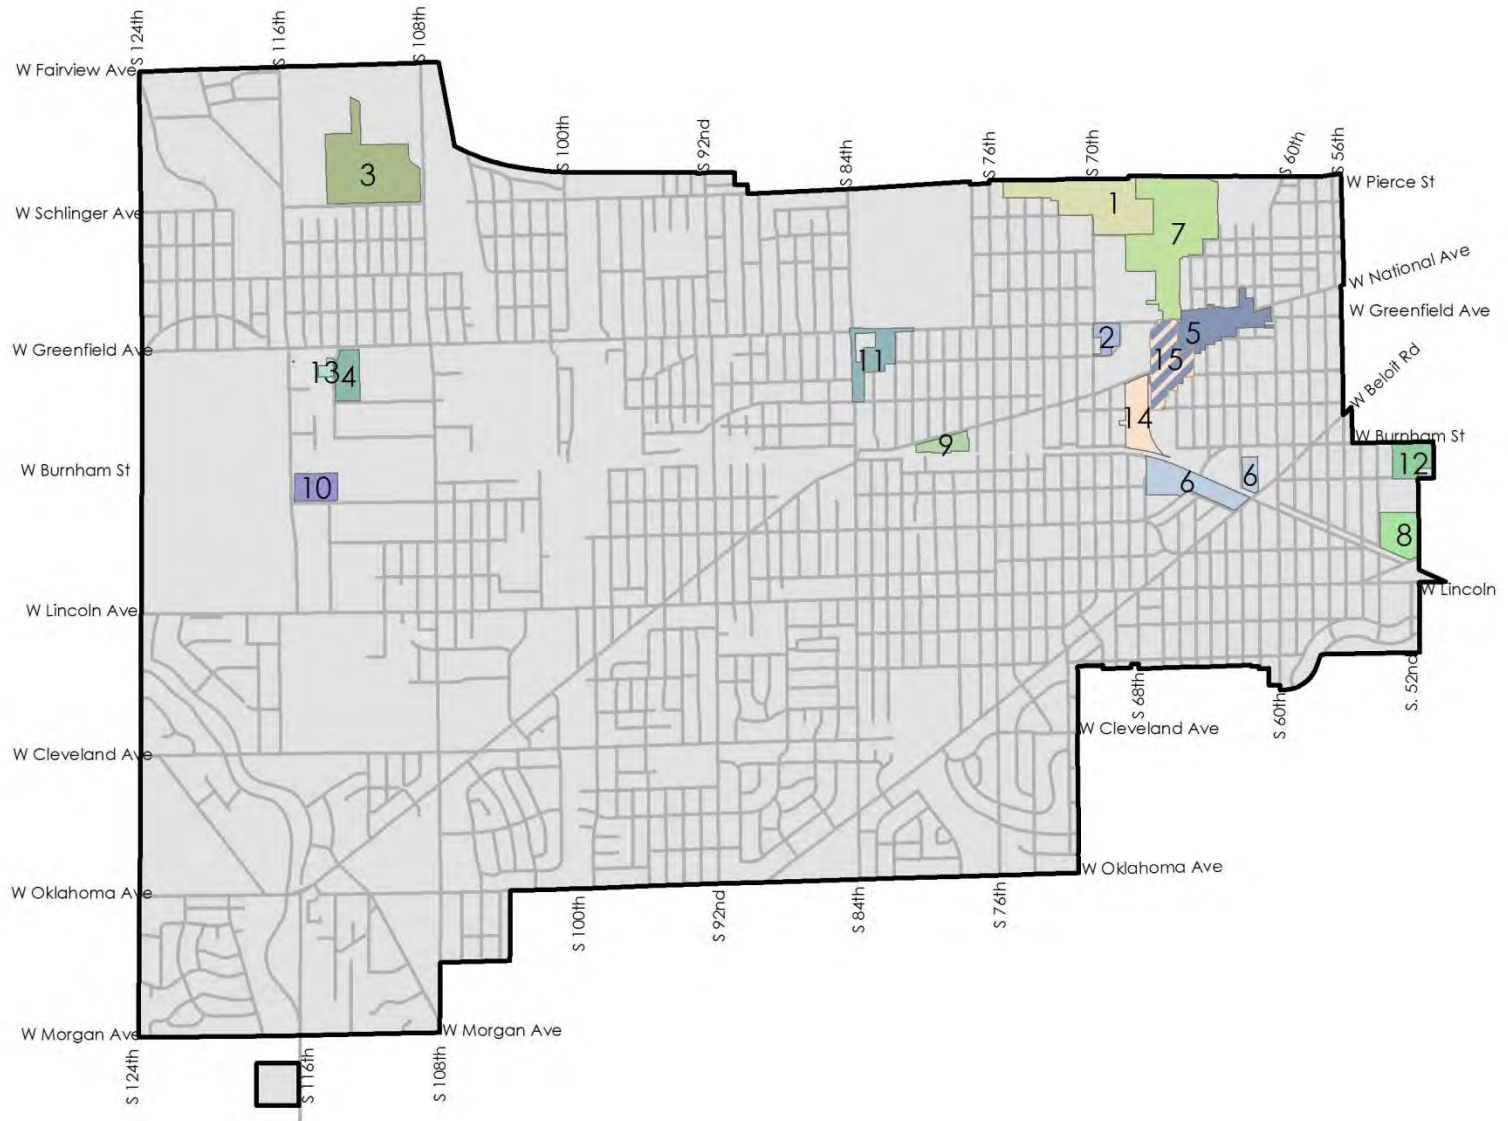 S 124th
S 116th
S 108th
W Fairview Ave
S 100th
S 92nd
S 84th
S 76th
S 70th
S 60th
S 56th
W Pierce St
3
1
7
W Schlinger Ave
W National Ave
W Greenfield Ave
W Greenfield Ave
2
5
15
11
13
4
W Beloit Rd
14
9
W Burnham St
W Burnham St
12
10
6
6
8
W Lincoln Ave
W Lincoln
S 68th
S 60th
S. 52nd
W Cleveland Ave
W Cleveland Ave
W Oklahoma Ave
W Oklahoma Ave
S 100th
S 92nd
S 84th
S 76th
W Morgan Ave
W Morgan Ave
S 124th
S 116th
S 108th